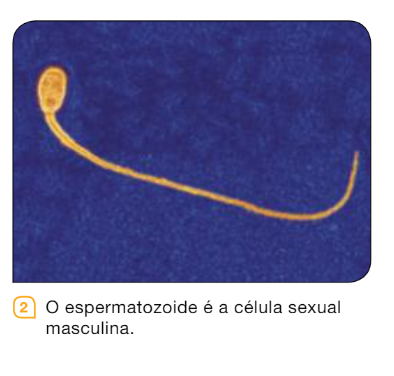 2 O espermatozoide é a célula sexual
masculina.